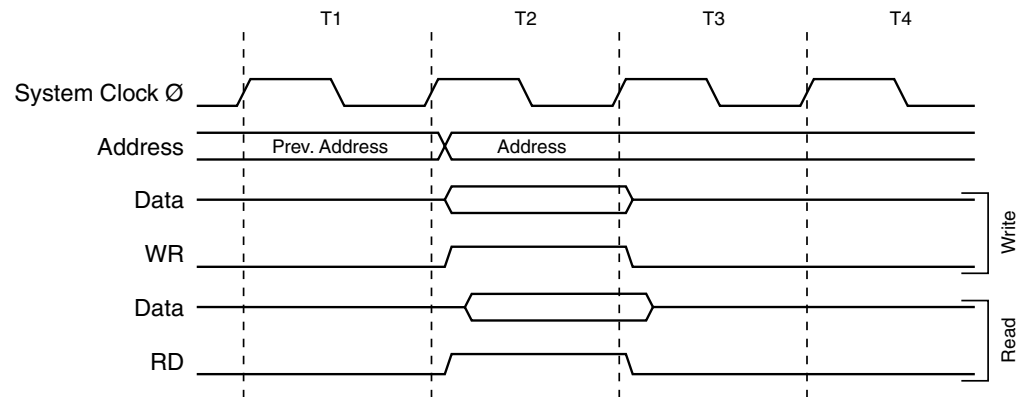 T1 T2 T3 T4
System Clock Ø
Address Prev. Address Address
Data
WR
Write
Data
RD
Read